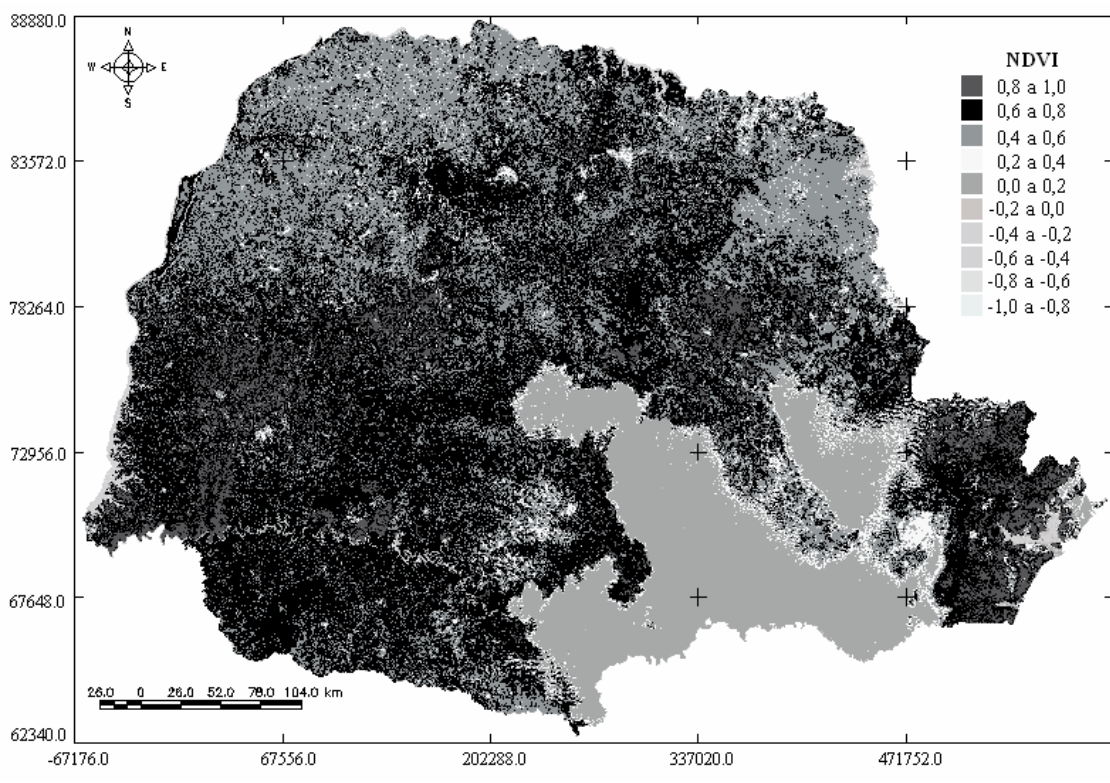 88880.0
83572.0
78264.0
72956.0
67648.0
62340.0
N
W E
S
NDVI
0,8 a 1,0
0,6 a 0,8
0,4 a 0,6
0,2 a 0,4
0,0 a 0,2
-0,2 a 0,0
-0,4 a -0,2
-0,6 a -0,4
-0,8 a -0,6
-1,0 a -0,8
26.0 0 26.0 52.0 78.0 104.0 km
-67176.0 67556.0 202288.0 337020.0 471752.0